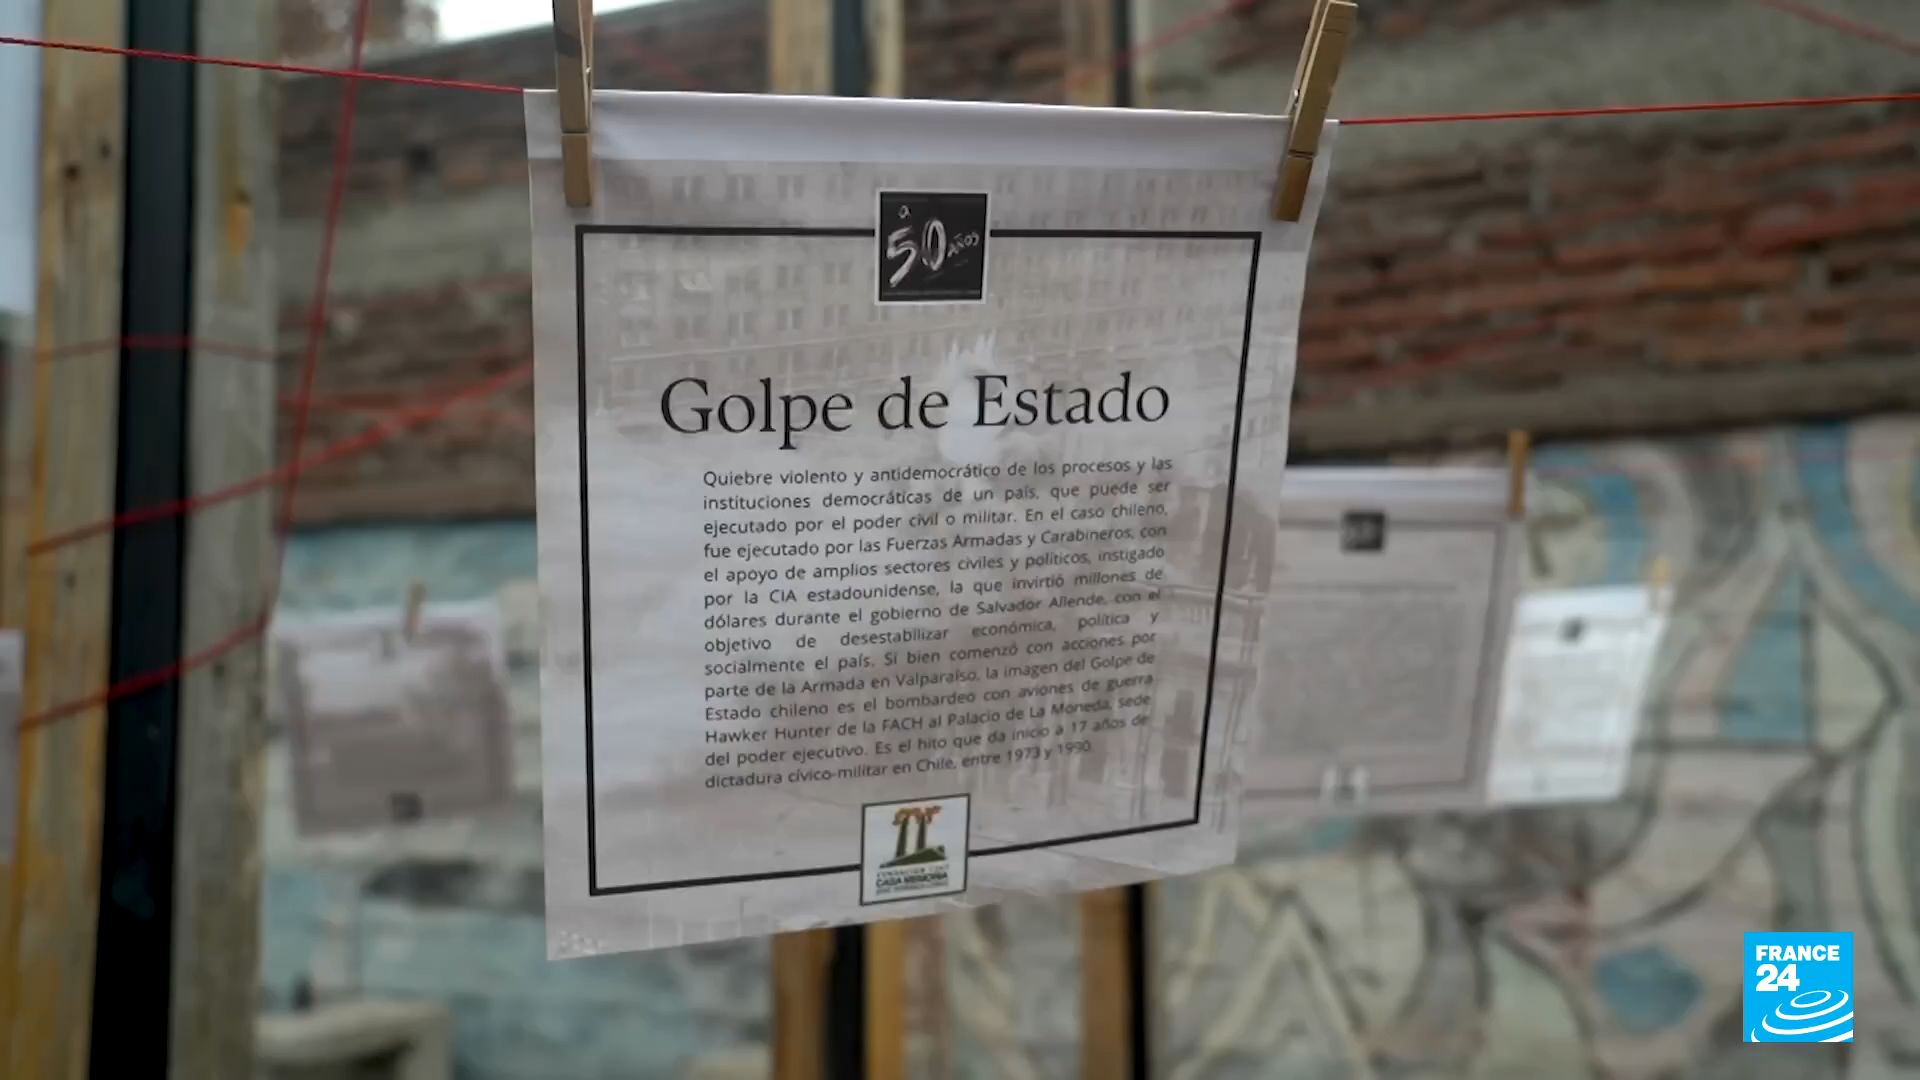 a
50 años
Golpe de Estado
Quiebre violento y antidemocrático de los procesos y las
instituciones democráticas de un país, que puede ser
ejecutado por el poder civil o militar. En el caso chileno,
fue ejecutado por las Fuerzas Armadas y Carabineros, con
el apoyo de amplios sectores civiles y políticos, instigado
por la CIA estadounidense, la que invirtió millones de
dólares durante el gobierno de Salvador Allende, con el
objetivo de desestabilizar económica, política y
socialmente el país. Si bien comenzó con acciones por
parte de la Armada en Valparaíso, la imagen del Golpe de
Estado chileno es el bombardeo con aviones de guerra
Hawker Hunter de la FACH al Palacio de La Moneda, sede
del poder ejecutivo. Es el hito que da inicio a 17 años de
dictadura cívico-militar en Chile, entre 1973 y 1990.
CASA MEMORIA
FRANCE
24